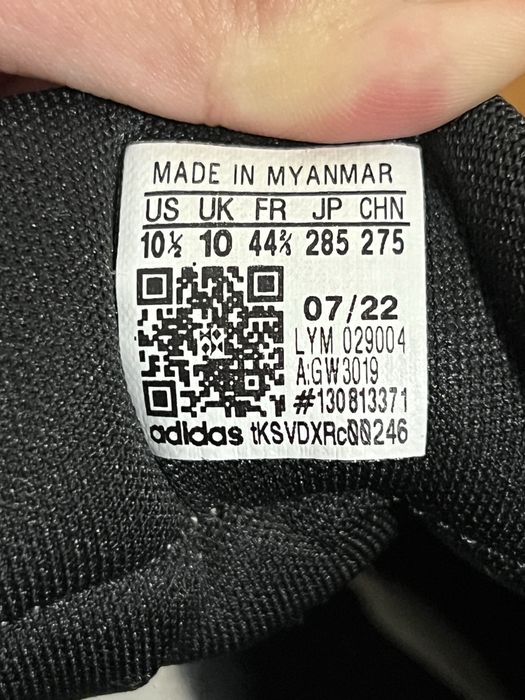 MADE IN MYANMAR
US UK FR JP CHN
10½ 10 44⅔ 285 275
07/22
LYM 029004
A:GW3019
#130813371
adidas tKSVDXRc00246